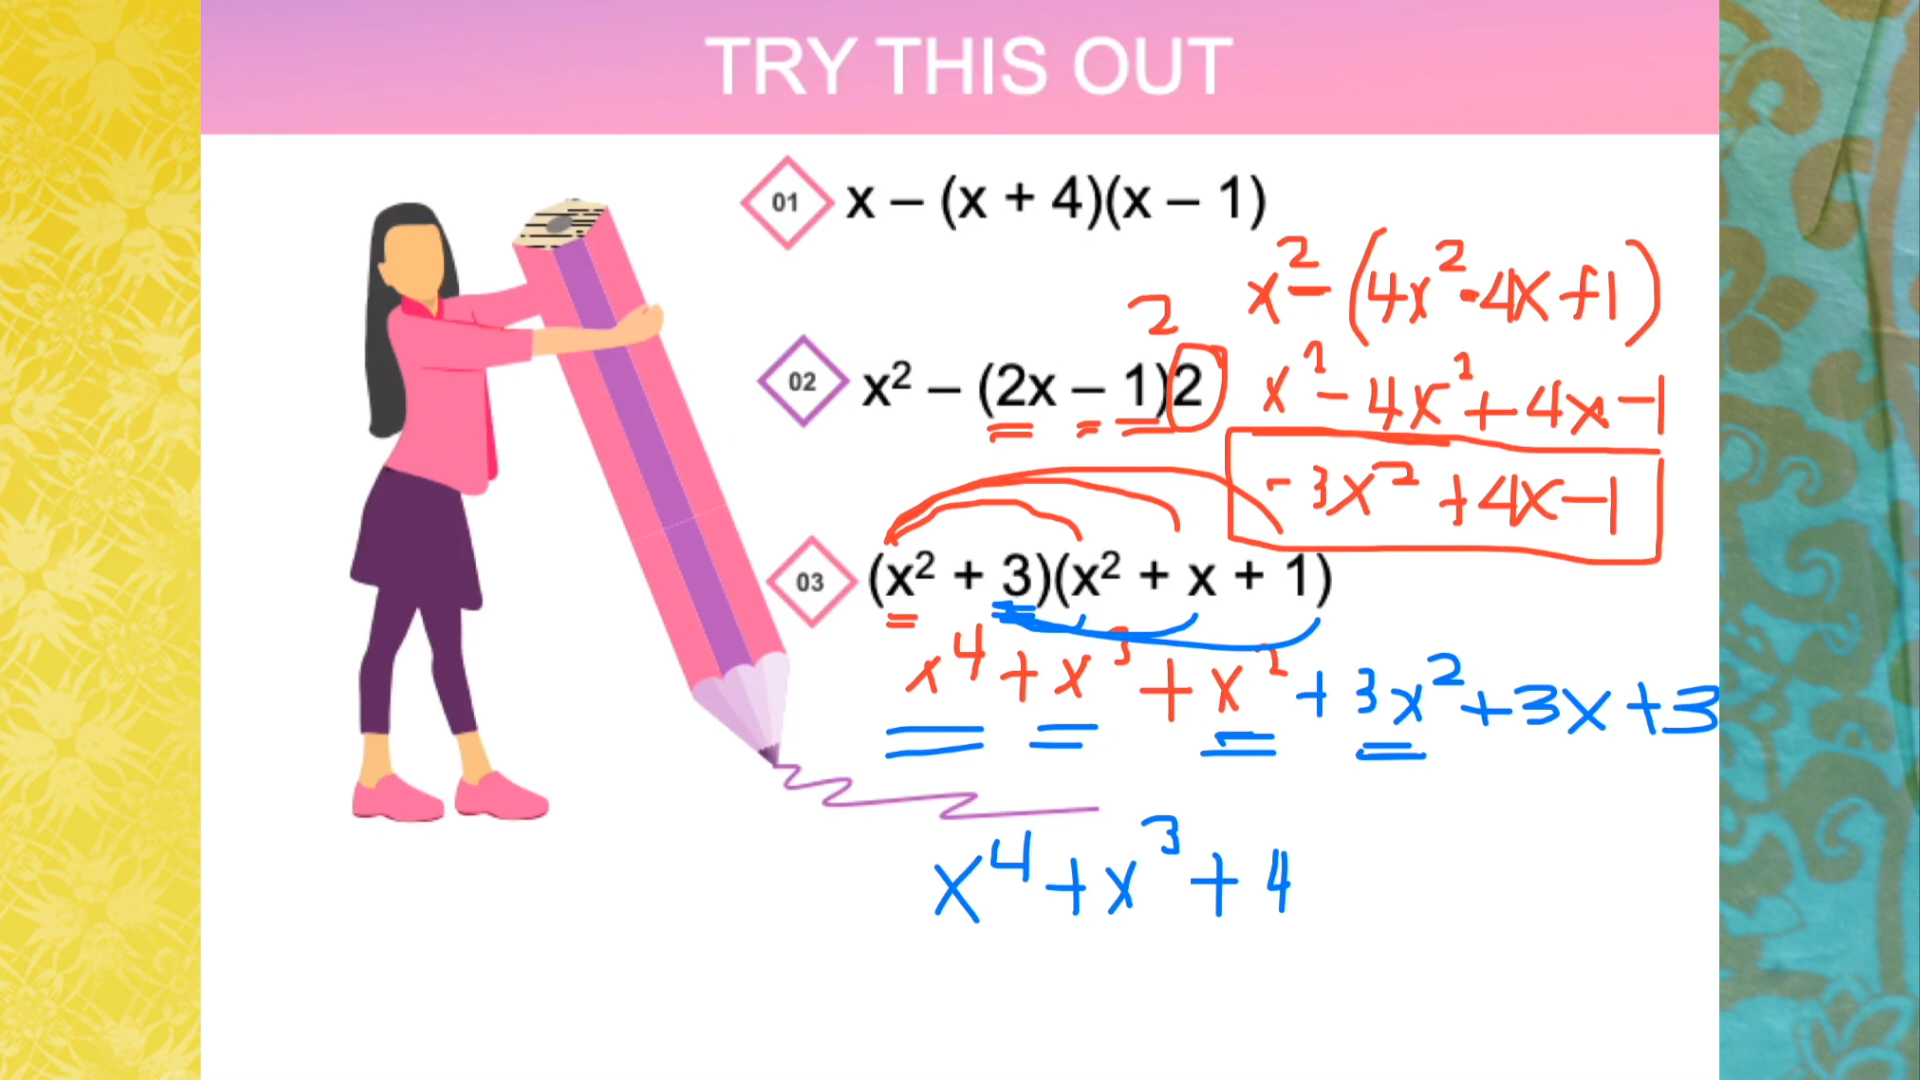 TRY THIS OUT
01 x – (x + 4)(x – 1)
x² - (4x² - 4x + 1)
2
02 x² – (2x – 1)2
x² - 4x² + 4x - 1
-3x² + 4x - 1
03 (x² + 3)(x² + x + 1)
x⁴ + x³ + x² + 3x² + 3x + 3
x⁴ + x³ + 4